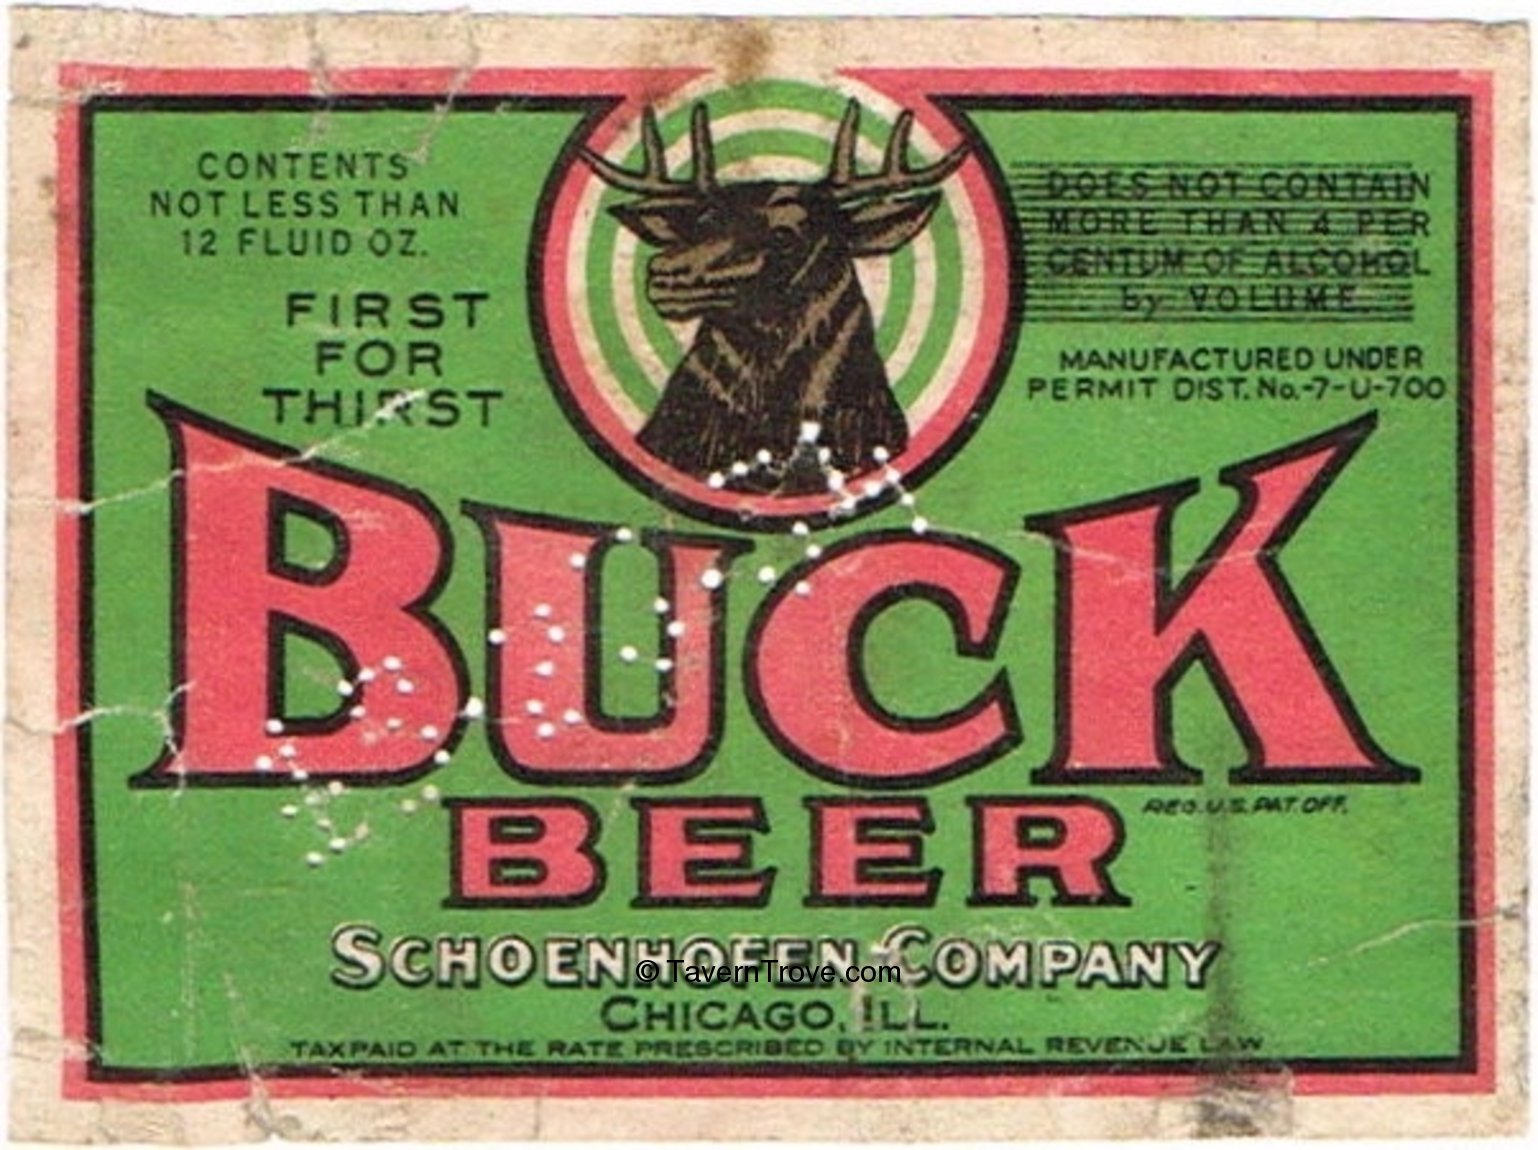 CONTENTS
NOT LESS THAN
12 FLUID OZ.
FIRST
FOR
THIRST
DOES NOT CONTAIN
MORE THAN 4 PER
CENTUM OF ALCOHOL
by VOLUME.
MANUFACTURED UNDER
PERMIT DIST. No.-7-U-700
BUCK
BEER
REG.U.S.PAT.OFF.
SCHOENHOFEN COMPANY
© TavernTrove.com
CHICAGO, ILL.
TAXPAID AT THE RATE PRESCRIBED BY INTERNAL REVENUE LAW